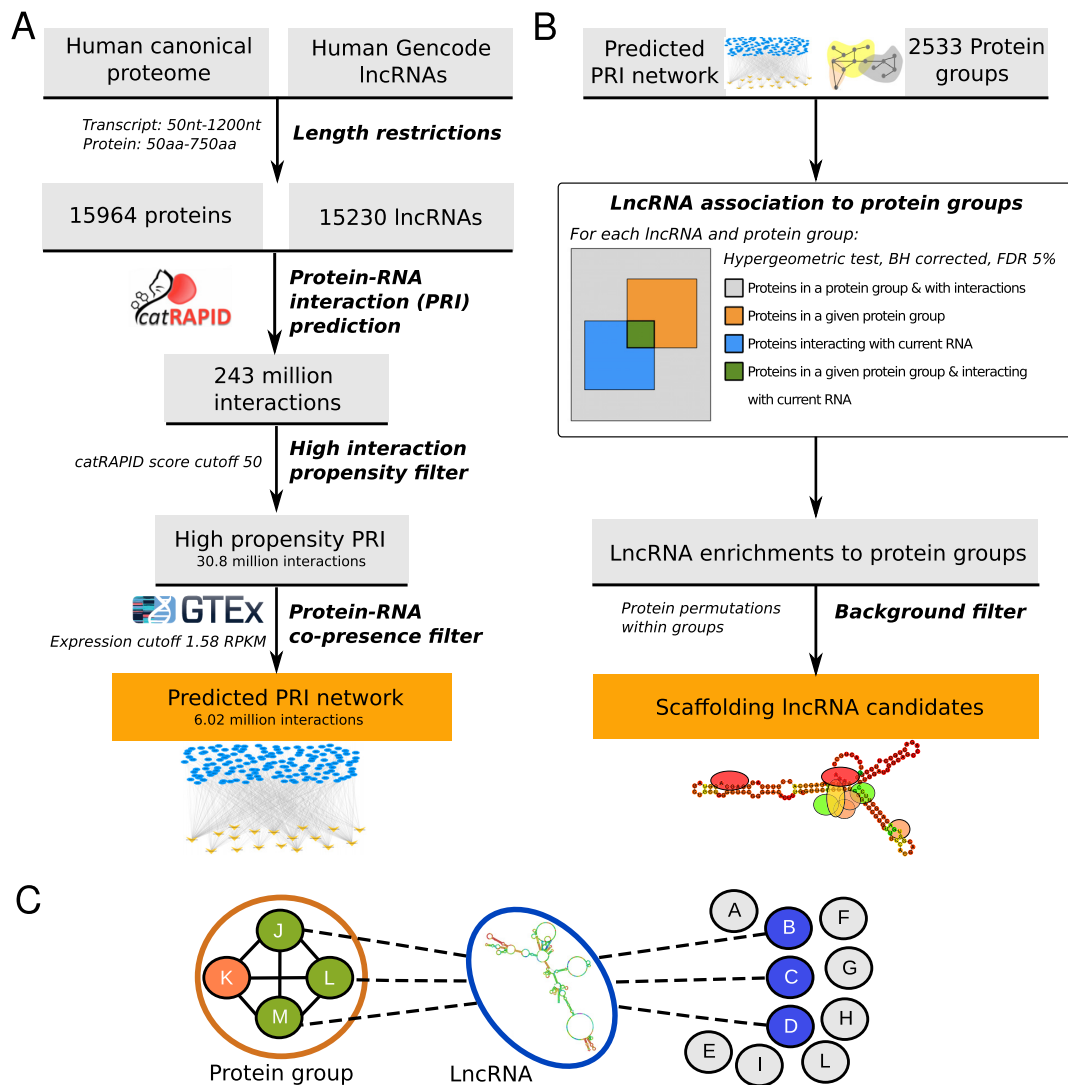 A
Human canonical
proteome
Human Gencode
lncRNAs
Transcript: 50nt-1200nt
Protein: 50aa-750aa
Length restrictions
15964 proteins
15230 lncRNAs
catRAPID
Protein-RNA
interaction (PRI)
prediction
243 million
interactions
catRAPID score cutoff 50
High interaction
propensity filter
High propensity PRI
30.8 million interactions
GTEx
Expression cutoff 1.58 RPKM
Protein-RNA
co-presence filter
Predicted PRI network
6.02 million interactions
B
Predicted
PRI network
2533 Protein
groups
LncRNA association to protein groups
For each lncRNA and protein group:
Hypergeometric test, BH corrected, FDR 5%
Proteins in a protein group & with interactions
Proteins in a given protein group
Proteins interacting with current RNA
Proteins in a given protein group & interacting
with current RNA
LncRNA enrichments to protein groups
Protein permutations
within groups
Background filter
Scaffolding lncRNA candidates
C
J
K
L
M
Protein group
LncRNA
A
B
F
C
G
D
H
E
I
L